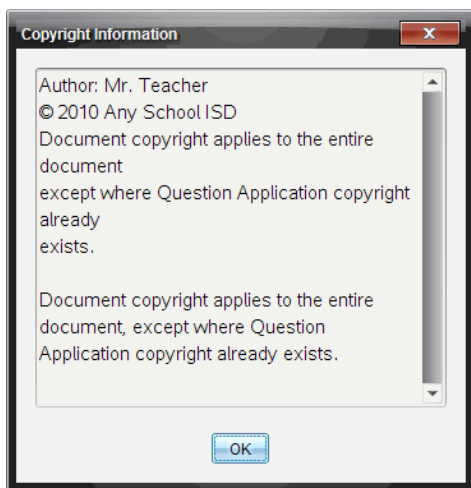 Copyright Information
Author: Mr. Teacher
© 2010 Any School ISD
Document copyright applies to the entire
document
except where Question Application copyright
already
exists.
Document copyright applies to the entire
document, except where Question
Application copyright already exists.
OK